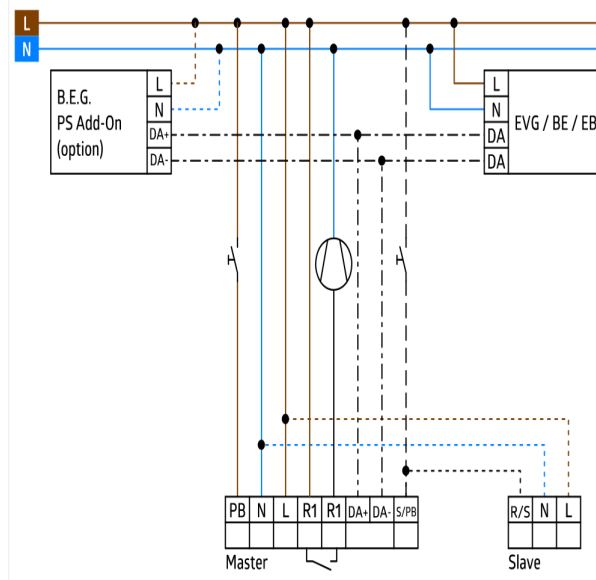 L
N
B.E.G.
PS Add-On
(option)
L
N
DA+
DA-
L
N
DA
DA
EVG / BE / EB
PB N L R1 R1 DA+ DA- S/PB
Master
R/S N L
Slave